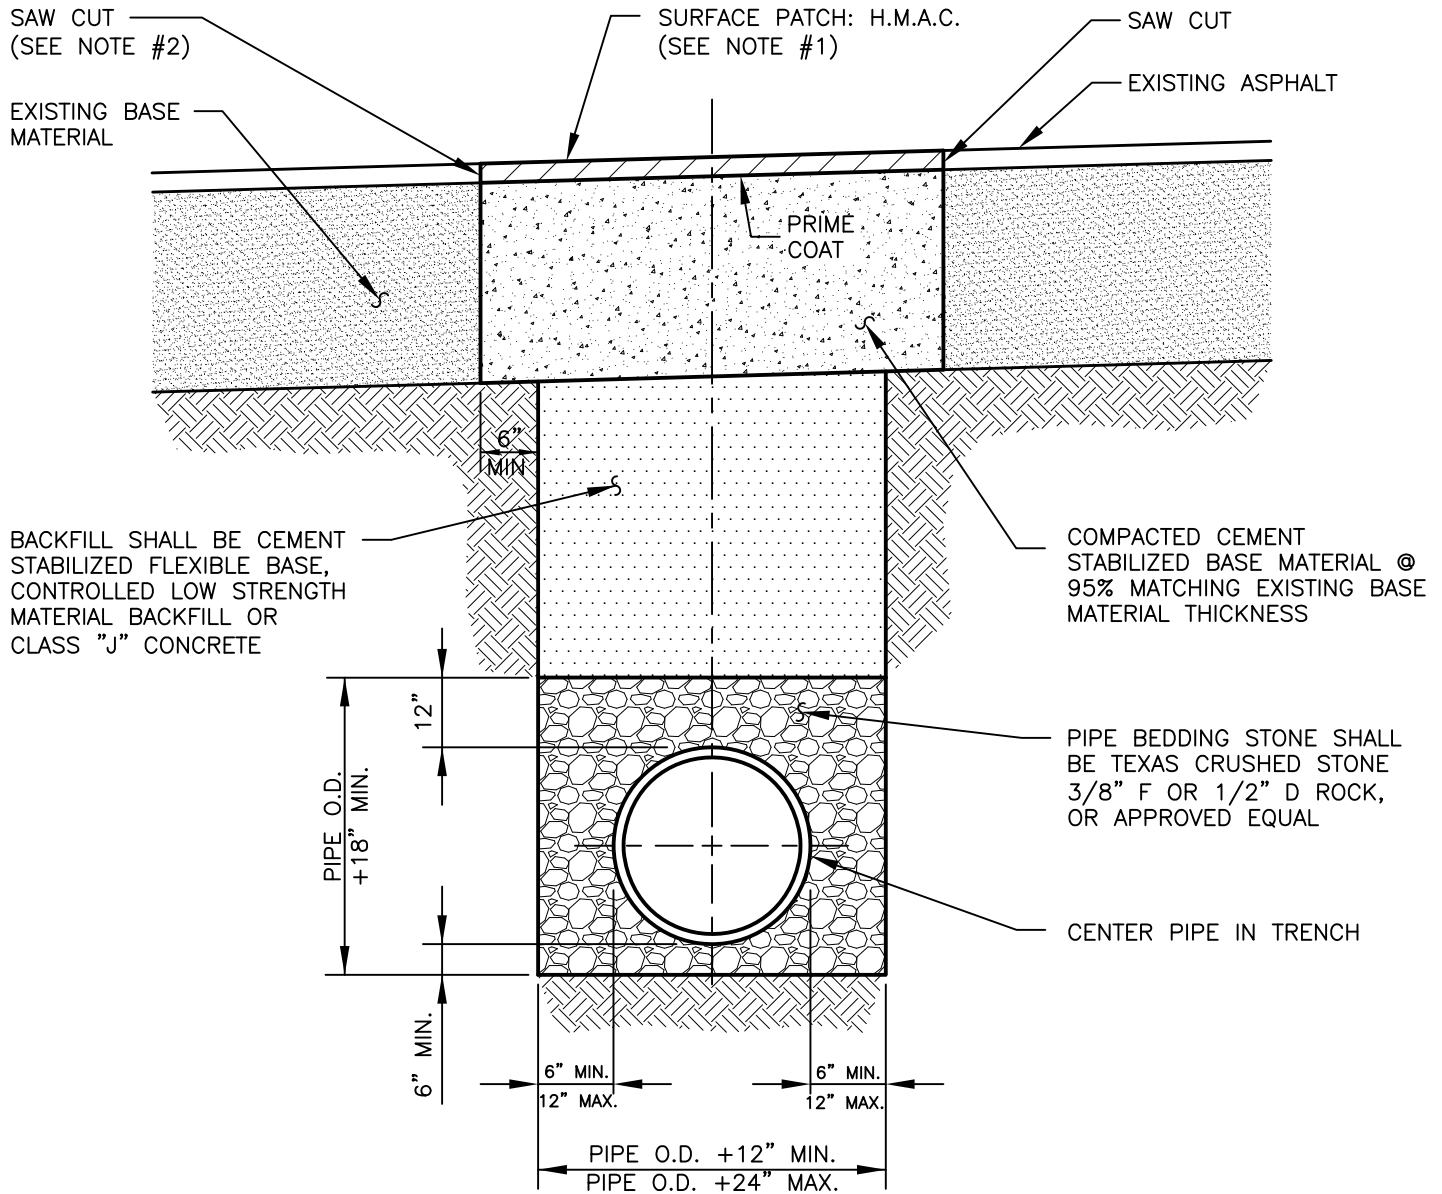 SAW CUT
(SEE NOTE #2)
SURFACE PATCH: H.M.A.C.
(SEE NOTE #1)
SAW CUT
EXISTING ASPHALT
EXISTING BASE
MATERIAL
PRIME
COAT
6"
MIN
BACKFILL SHALL BE CEMENT
STABILIZED FLEXIBLE BASE,
CONTROLLED LOW STRENGTH
MATERIAL BACKFILL OR
CLASS "J" CONCRETE
COMPACTED CEMENT
STABILIZED BASE MATERIAL @
95% MATCHING EXISTING BASE
MATERIAL THICKNESS
12"
PIPE O.D.
+18" MIN.
PIPE BEDDING STONE SHALL
BE TEXAS CRUSHED STONE
3/8" F OR 1/2" D ROCK,
OR APPROVED EQUAL
CENTER PIPE IN TRENCH
6" MIN.
6" MIN.
12" MAX.
6" MIN.
12" MAX.
PIPE O.D. +12" MIN.
PIPE O.D. +24" MAX.